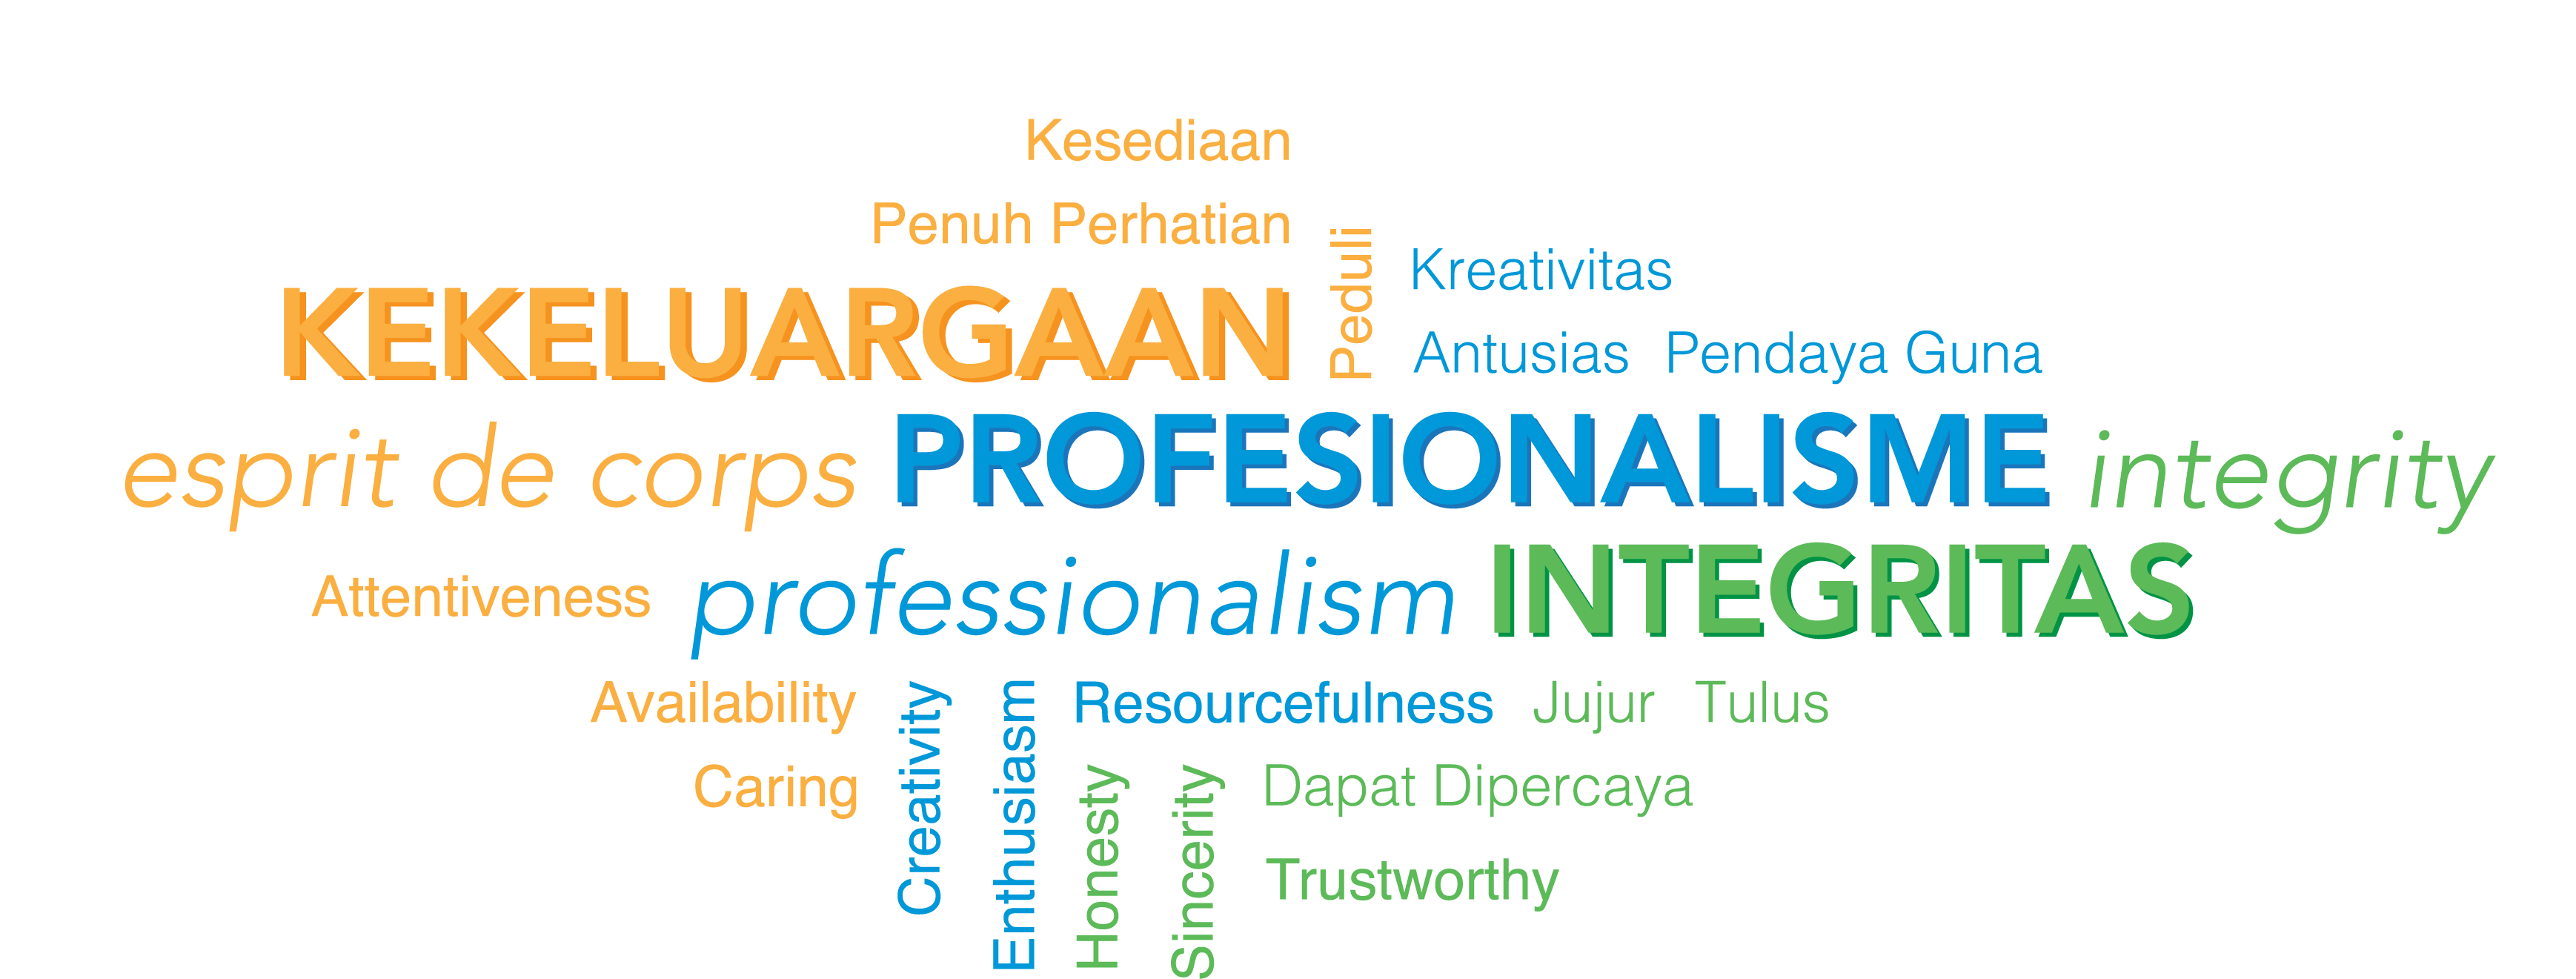 Kesediaan
Penuh Perhatian
Peduli
Kreativitas
KEKELUARGAAN
Antusias Pendaya Guna
esprit de corps PROFESIONALISME integrity
Attentiveness professionalism INTEGRITAS
Availability
Creativity
Enthusiasm
Resourcefulness Jujur Tulus
Caring
Honesty
Sincerity
Dapat Dipercaya
Trustworthy